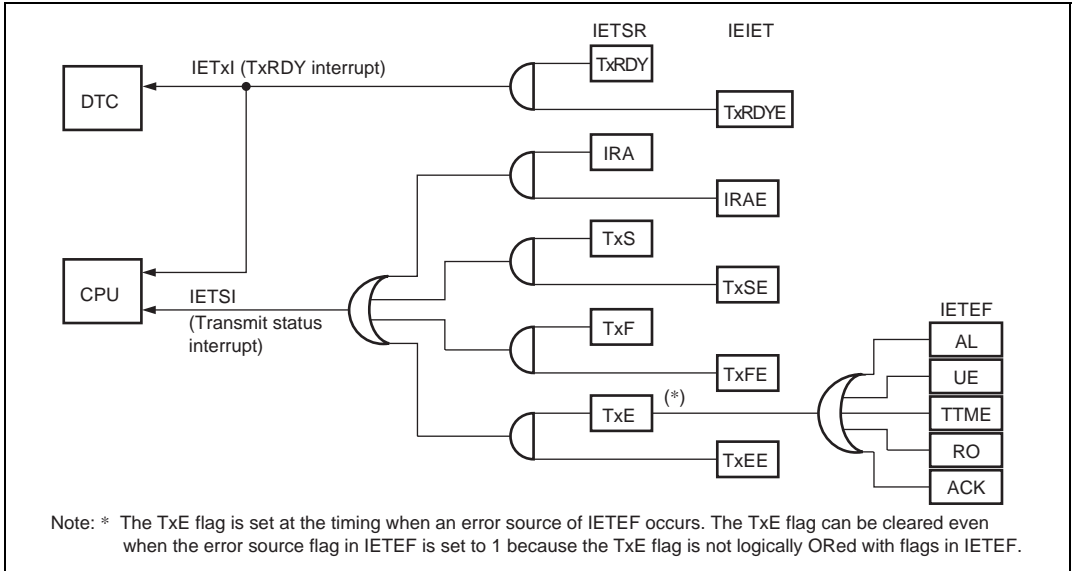 IETSR IEIET
IETxI (TxRDY interrupt)
TxRDY
DTC
TxRDYE
IRA
IRAE
TxS
CPU
IETSI
(Transmit status
interrupt)
TxSE
IETEF
TxF
AL
TxFE
UE
(*)
TxE
TTME
TxEE
RO
ACK
Note: * The TxE flag is set at the timing when an error source of IETEF occurs. The TxE flag can be cleared even
when the error source flag in IETEF is set to 1 because the TxE flag is not logically ORed with flags in IETEF.